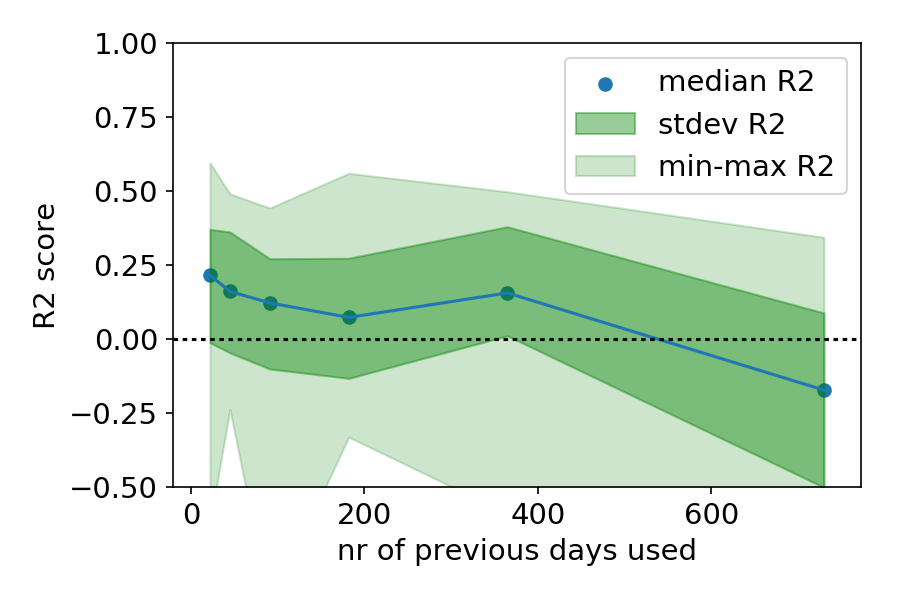 1.00
0.75
0.50
0.25
0.00
−0.25
−0.50
R2 score
median R2
stdev R2
min-max R2
0 200 400 600
nr of previous days used